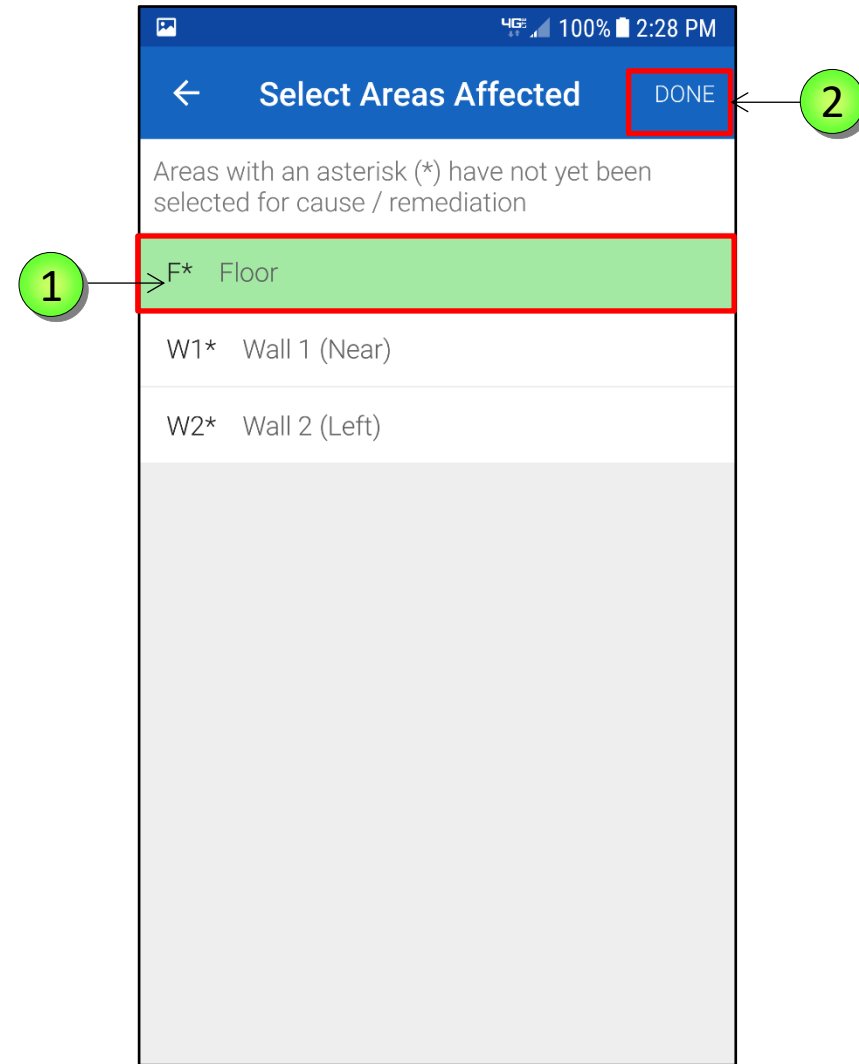 4G 100% 2:28 PM
Select Areas Affected DONE
2
Areas with an asterisk (*) have not yet been
selected for cause / remediation
1
F* Floor
W1* Wall 1 (Near)
W2* Wall 2 (Left)